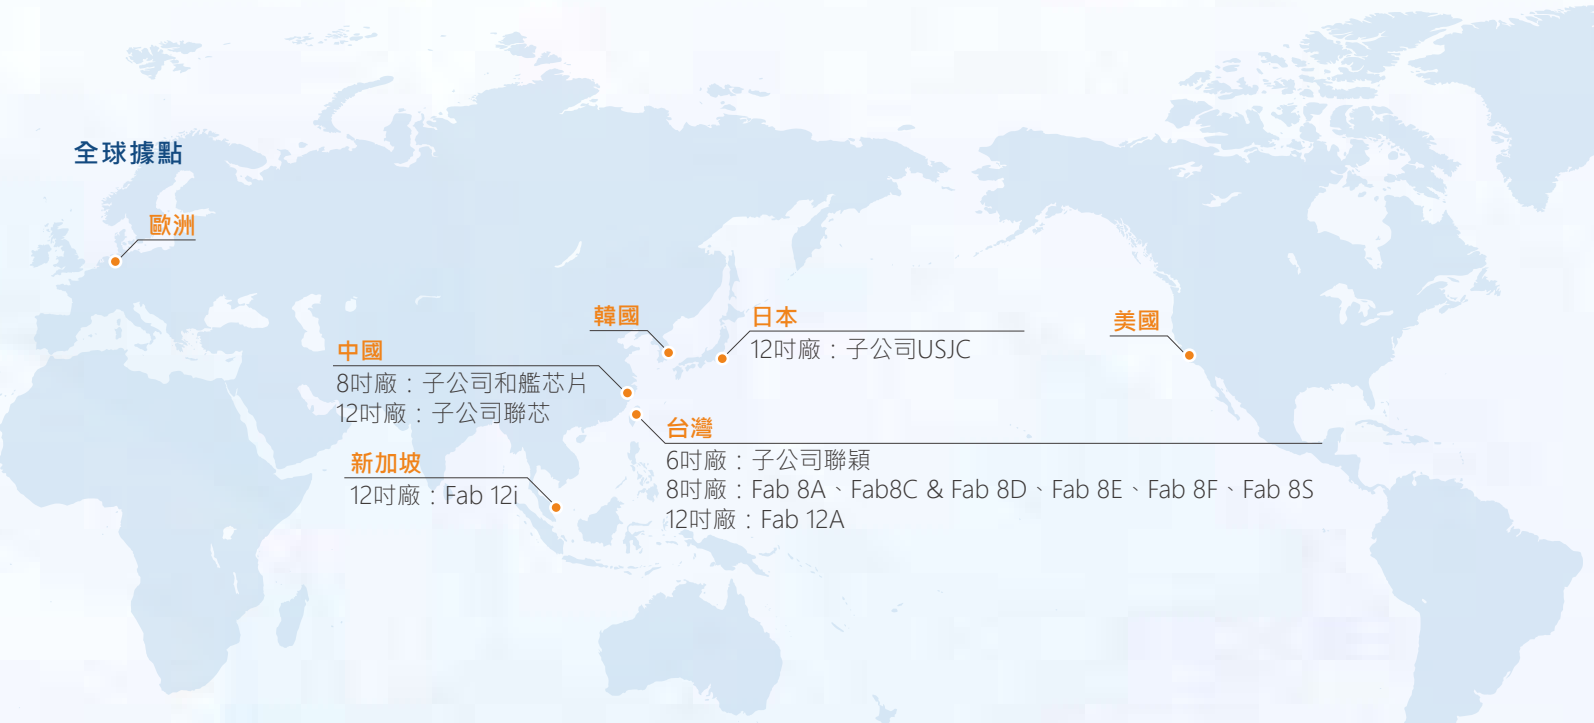 全球據點
歐洲
韓國
日本
12吋廠：子公司USJC
美國
中國
8吋廠：子公司和艦芯片
12吋廠：子公司聯芯
台灣
6吋廠：子公司聯穎
8吋廠：Fab 8A、Fab8C & Fab 8D、Fab 8E、Fab 8F、Fab 8S
12吋廠：Fab 12A
新加坡
12吋廠：Fab 12i